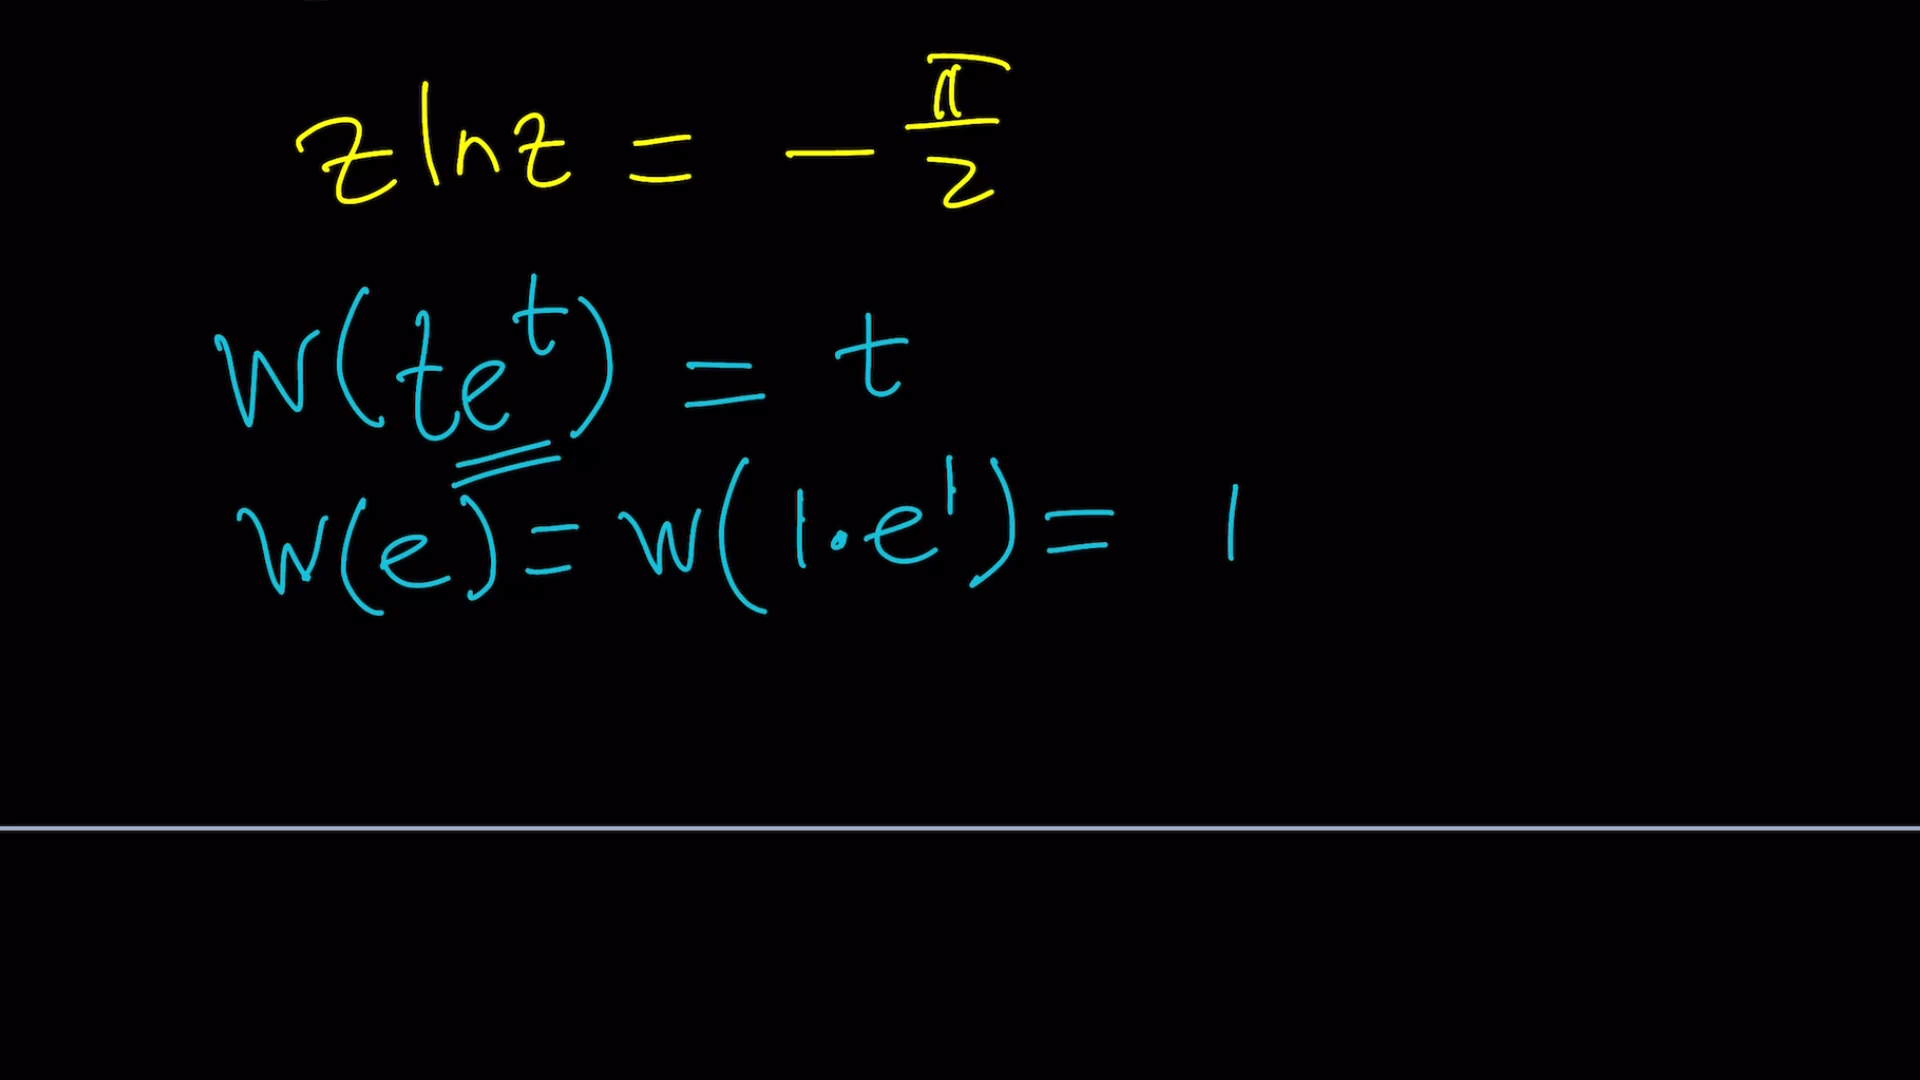 z ln z = - π/2
W(te^t) = t
W(e) = W(1·e^1) = 1